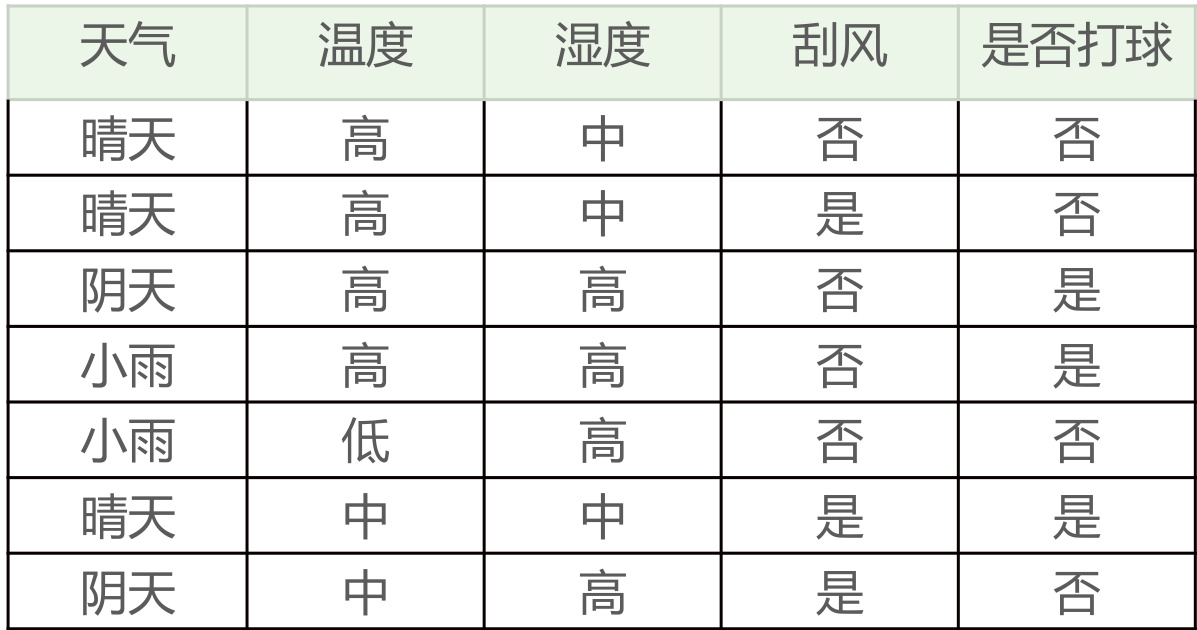 天气 温度 湿度 刮风 是否打球
晴天 高 中 否 否
晴天 高 中 是 否
阴天 高 高 否 是
小雨 高 高 否 是
小雨 低 高 否 否
晴天 中 中 是 是
阴天 中 高 是 否